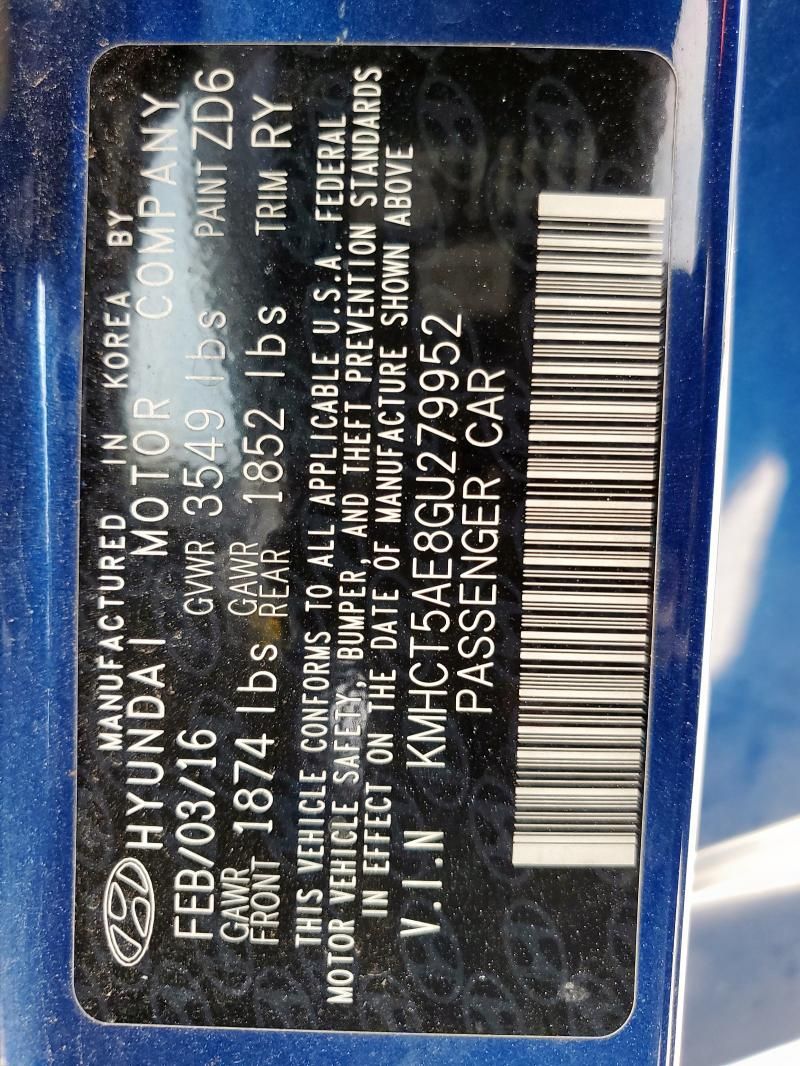 MANUFACTURED IN KOREA BY
HYUNDAI MOTOR COMPANY
FEB/03/16 GVWR 3549 lbs PAINT ZD6
GAWR FRONT 1874 lbs GAWR REAR 1852 lbs TRIM RY
THIS VEHICLE CONFORMS TO ALL APPLICABLE U.S.A. FEDERAL
MOTOR VEHICLE SAFETY, BUMPER, AND THEFT PREVENTION STANDARDS
IN EFFECT ON THE DATE OF MANUFACTURE SHOWN ABOVE
V.I.N KMHCT5AE8GU279952
PASSENGER CAR